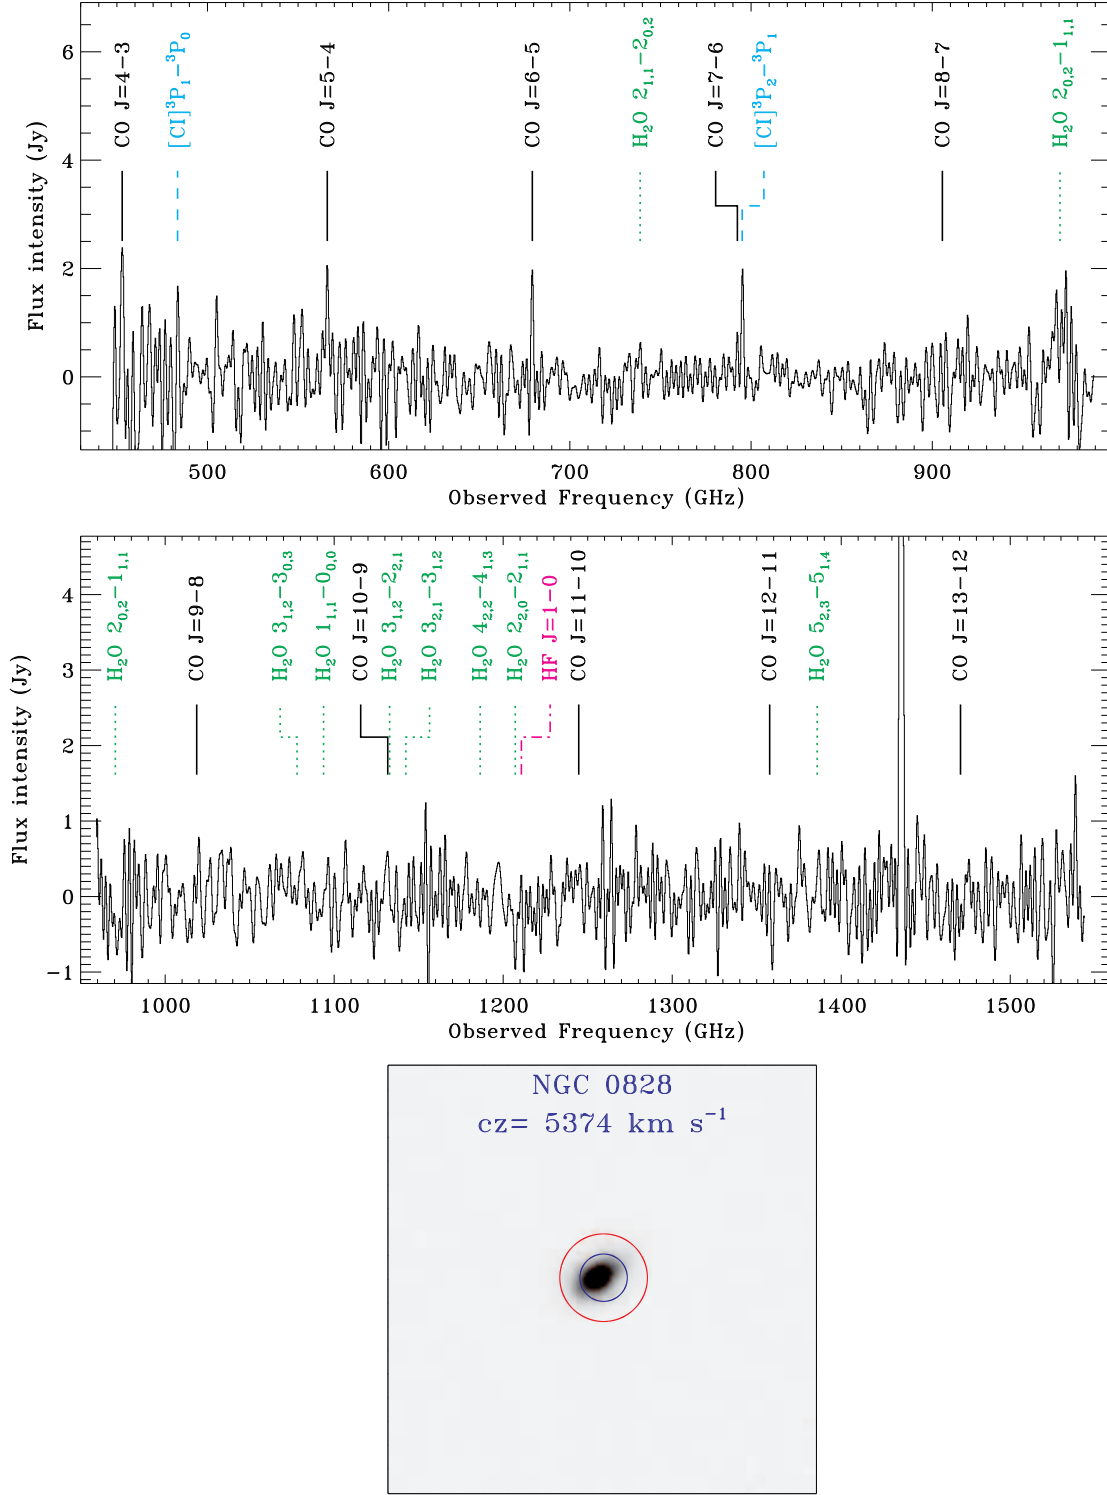 CO J=4−3
[CI]³P₁−³P₀
CO J=5−4
CO J=6−5
H₂O 2₁,₁−2₀,₂
CO J=7−6
[CI]³P₂−³P₁
CO J=8−7
H₂O 2₀,₂−1₁,₁
Flux intensity (Jy)
6
4
2
0
500 600 700 800 900
Observed Frequency (GHz)
H₂O 2₀,₂−1₁,₁
CO J=9−8
H₂O 3₁,₂−3₀,₃
H₂O 1₁,₁−0₀,₀
CO J=10−9
H₂O 3₁,₂−2₂,₁
H₂O 3₂,₁−3₁,₂
H₂O 4₂,₂−4₁,₃
H₂O 2₂,₀−2₁,₁
HF J=1−0
CO J=11−10
CO J=12−11
H₂O 5₂,₃−5₁,₄
CO J=13−12
Flux intensity (Jy)
4
3
2
1
0
−1
1000 1100 1200 1300 1400 1500
Observed Frequency (GHz)
NGC 0828
cz= 5374 km s⁻¹